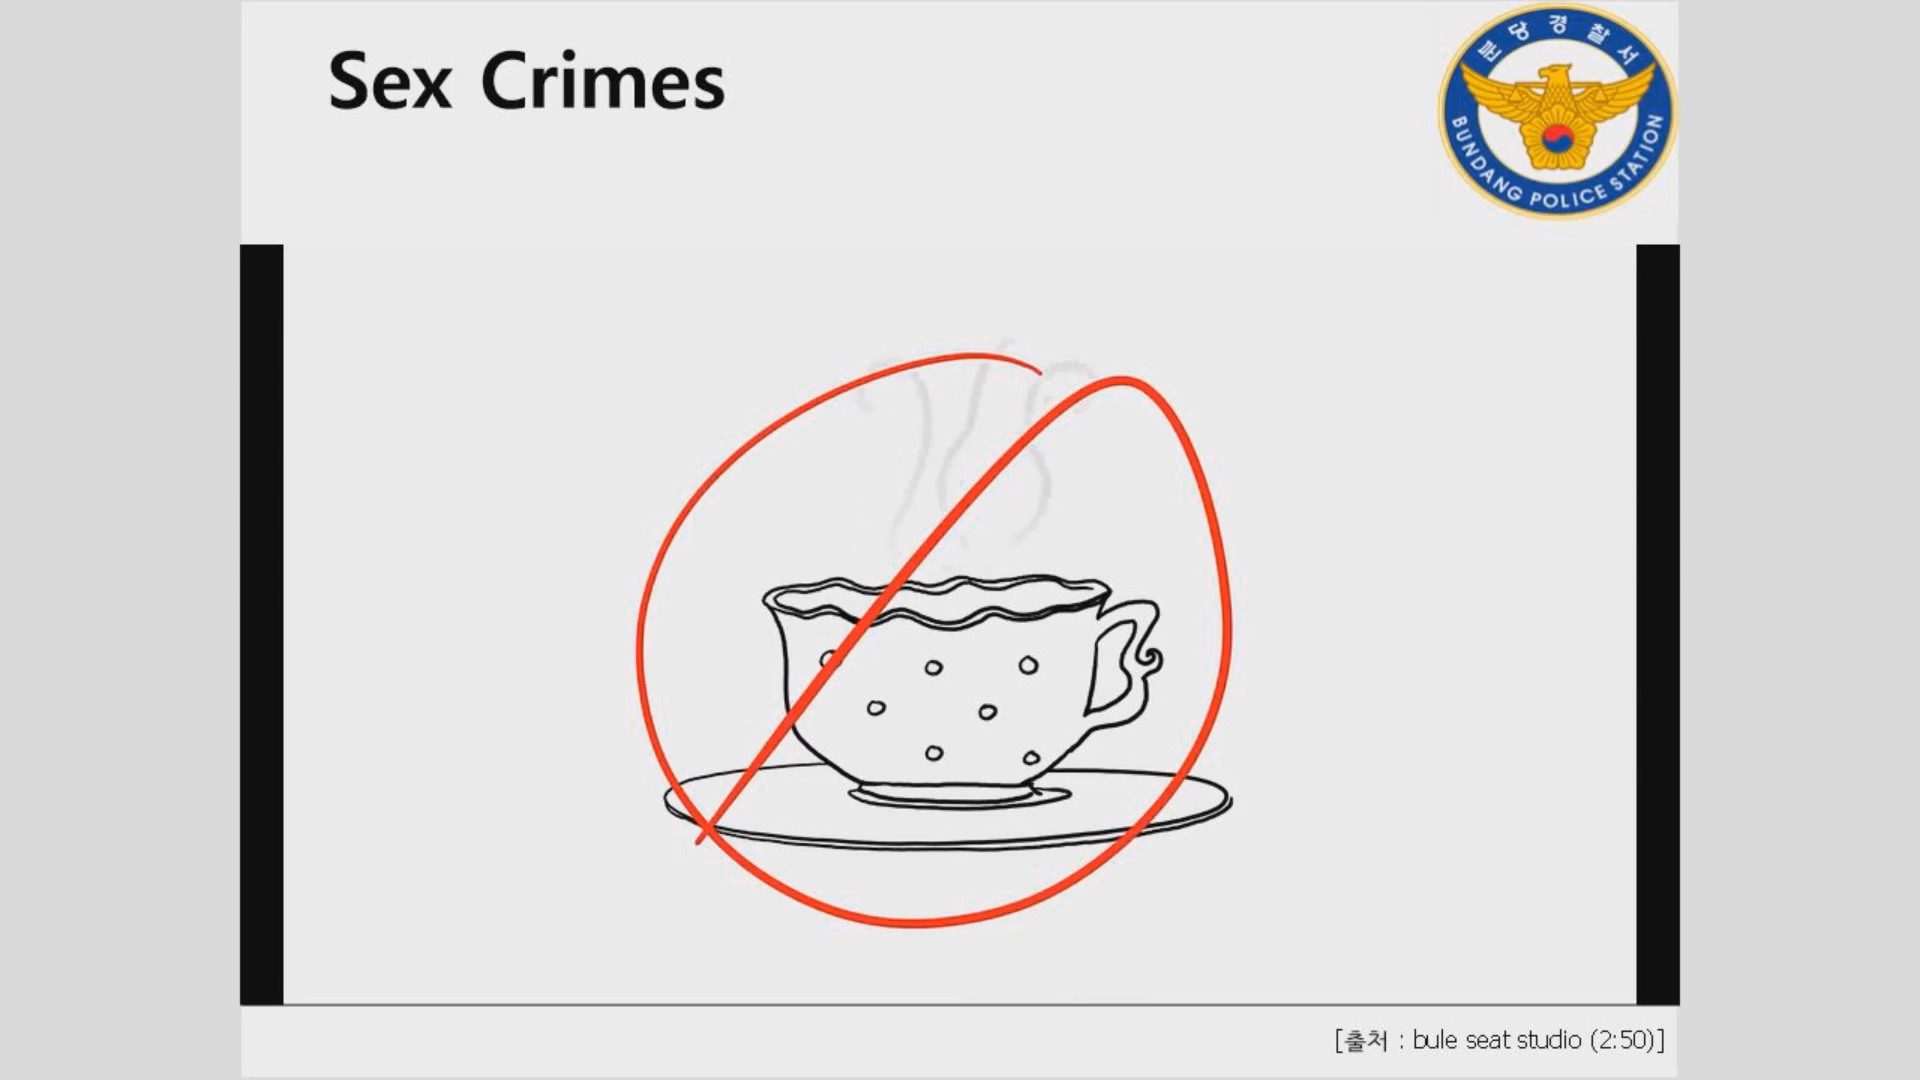 Sex Crimes
분당경찰서
BUNDANG POLICE STATION
[출처 : bule seat studio (2:50)]